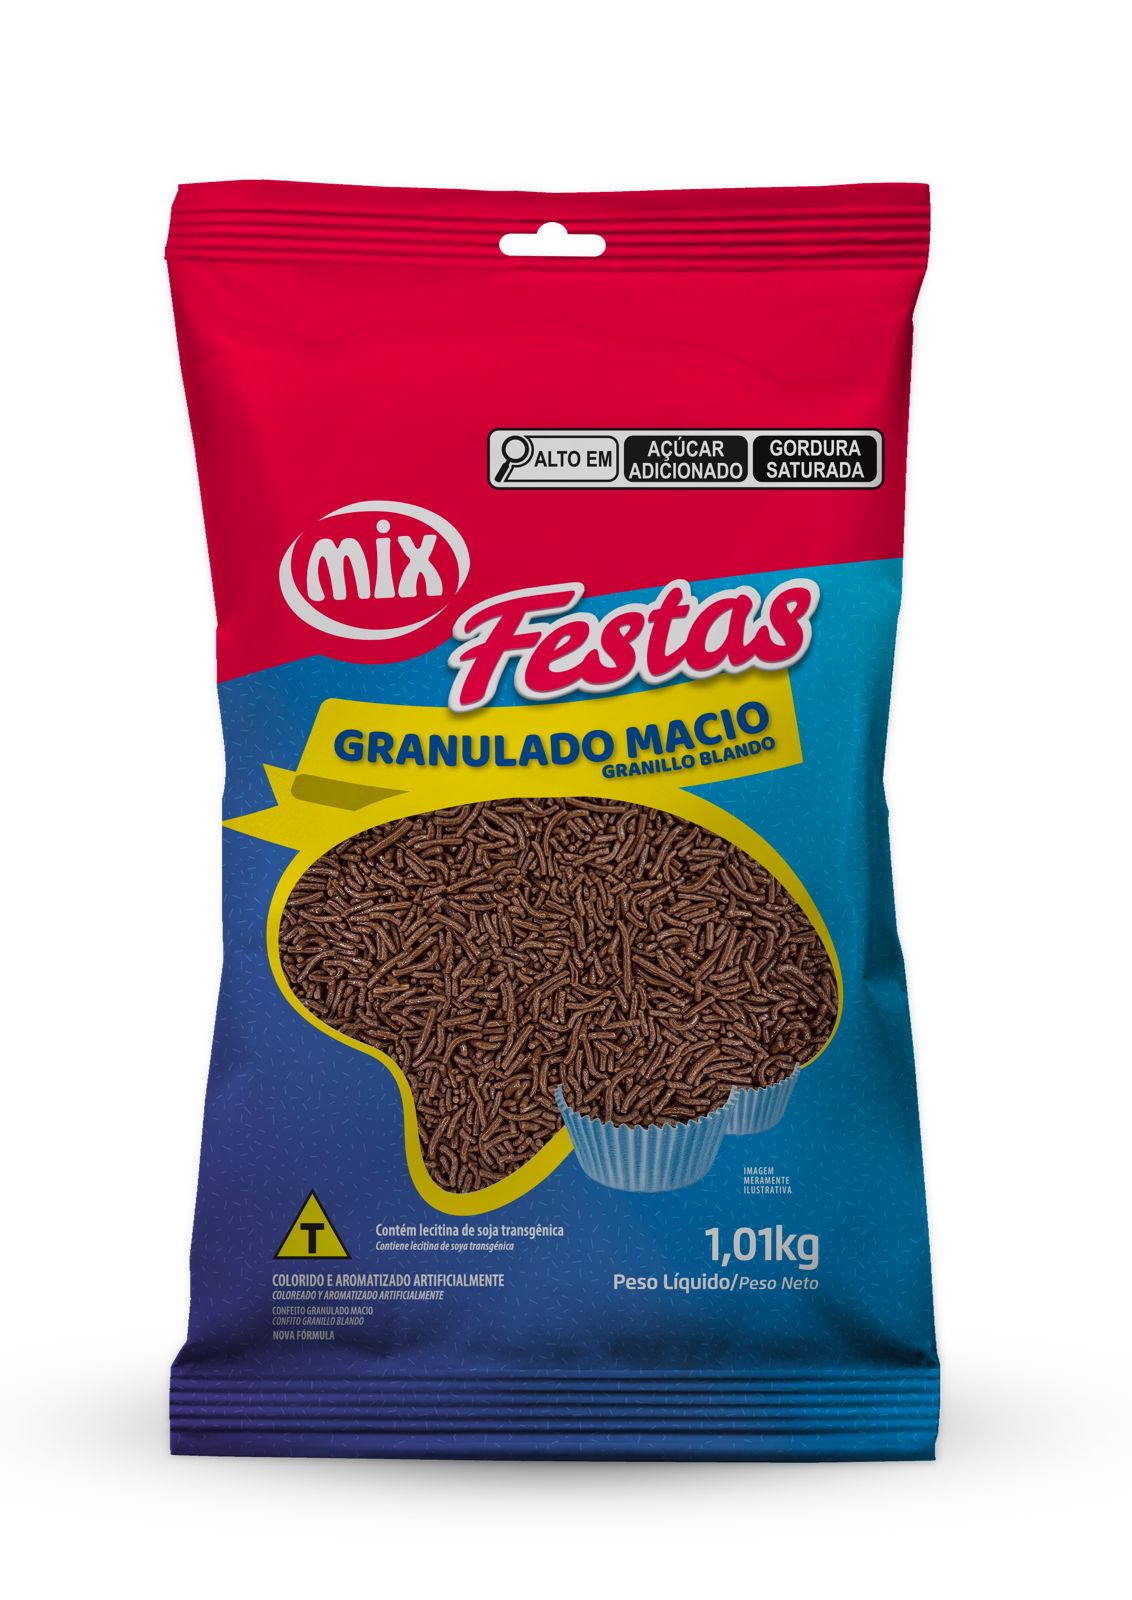 ALTO EM
AÇÚCAR
ADICIONADO
GORDURA
SATURADA
mix
Festas
GRANULADO MACIO
GRANILLO BLANDO
IMAGEM
MERAMENTE
ILUSTRATIVA
T
Contém lecitina de soja transgênica
Contiene lecitina de soya transgénica
1,01kg
Peso Líquido/Peso Neto
COLORIDO E AROMATIZADO ARTIFICIALMENTE
COLOREADO Y AROMATIZADO ARTIFICIALMENTE
CONFEITO GRANULADO MACIO
CONFITO GRANILLO BLANDO
NOVA FÓRMULA